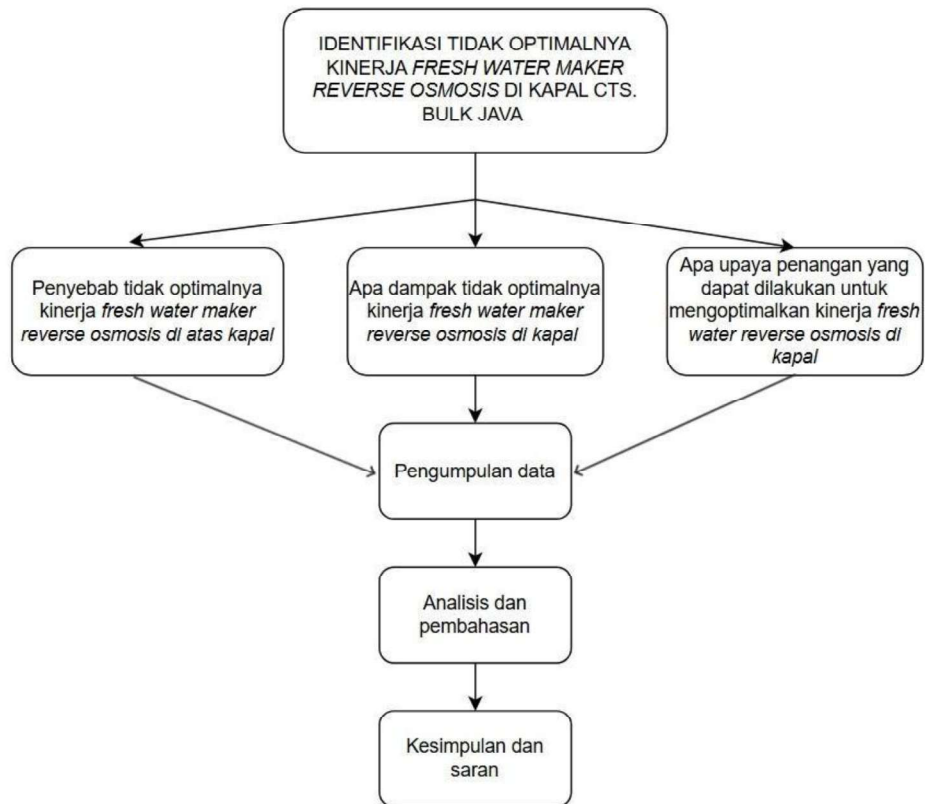 IDENTIFIKASI TIDAK OPTIMALNYA
KINERJA FRESH WATER MAKER
REVERSE OSMOSIS DI KAPAL CTS.
BULK JAVA
Penyebab tidak optimalnya
kinerja fresh water maker
reverse osmosis di atas kapal
Apa dampak tidak optimalnya
kinerja fresh water maker
reverse osmosis di kapal
Apa upaya penangan yang
dapat dilakukan untuk
mengoptimalkan kinerja fresh
water reverse osmosis di
kapal
Pengumpulan data
Analisis dan
pembahasan
Kesimpulan dan
saran